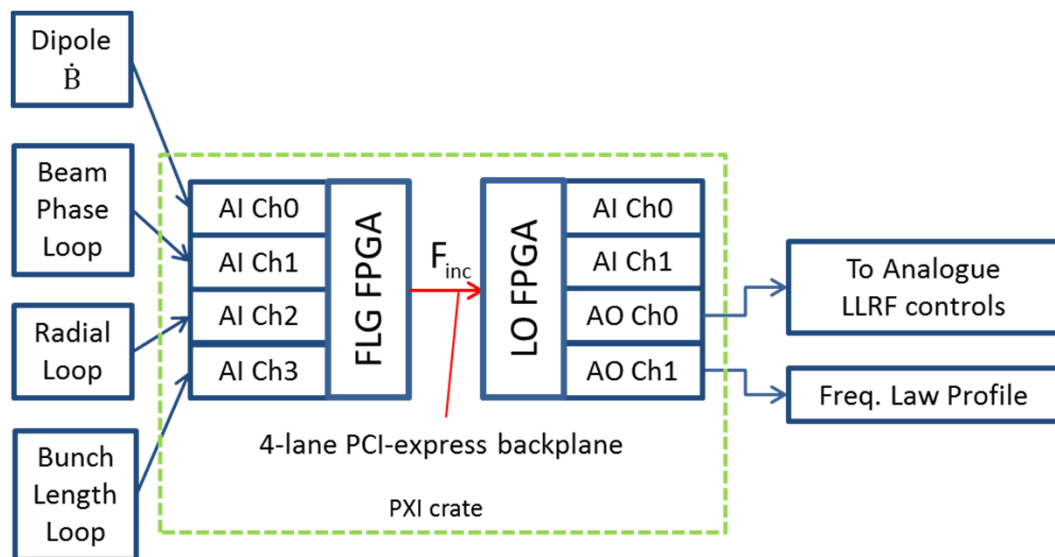 Dipole
Ḃ
Beam
Phase
Loop
Radial
Loop
Bunch
Length
Loop
AI Ch0
AI Ch1
AI Ch2
AI Ch3
FLG FPGA
Finc
LO FPGA
AI Ch0
AI Ch1
AO Ch0
AO Ch1
To Analogue
LLRF controls
Freq. Law Profile
4-lane PCI-express backplane
PXI crate